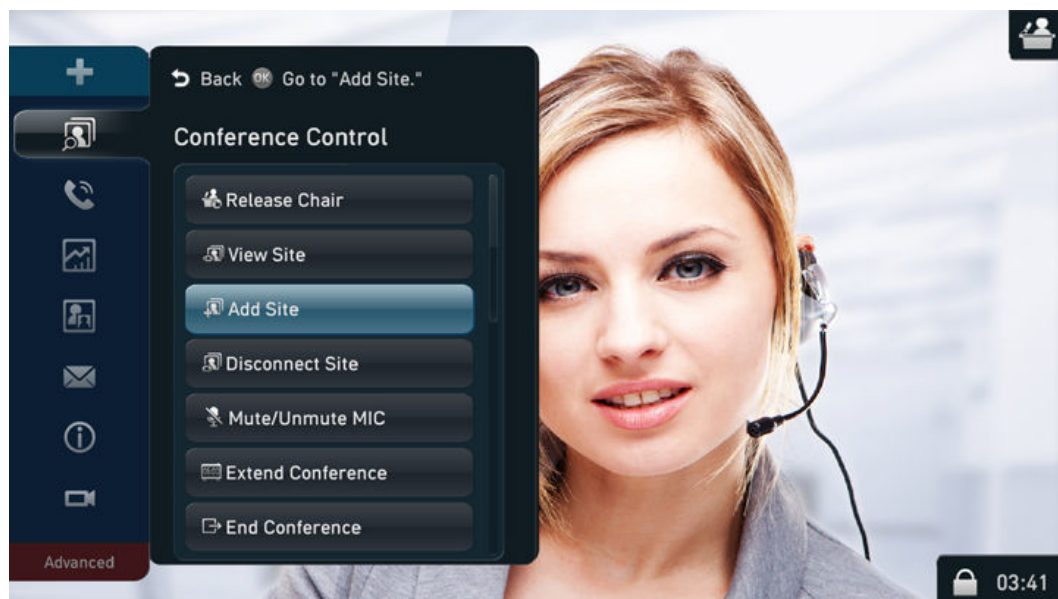 Back OK Go to "Add Site."
Conference Control
Release Chair
View Site
Add Site
Disconnect Site
Mute/Unmute MIC
Extend Conference
End Conference
Advanced
03:41